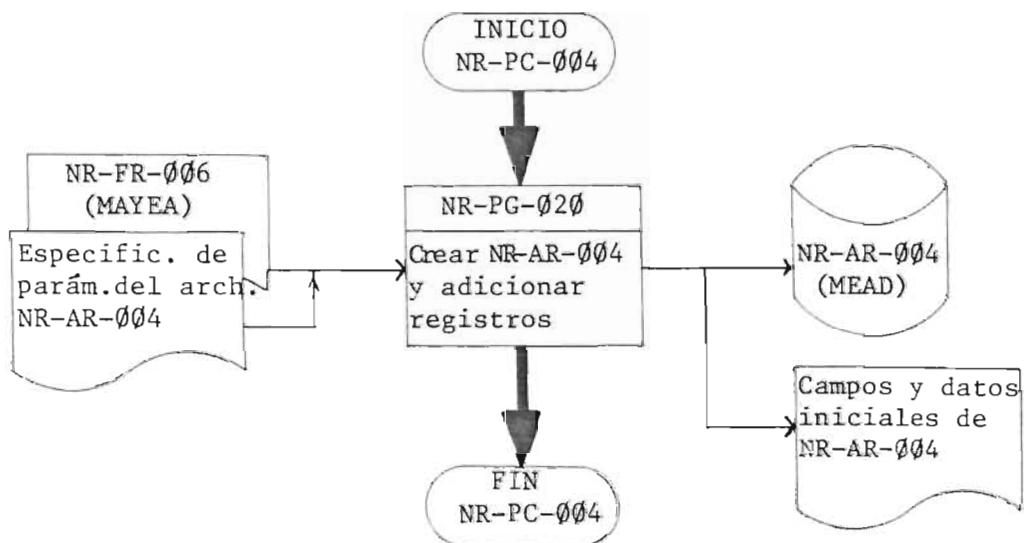 INICIO
NR-PC-ØØ4
NR-FR-ØØ6
(MAYEA)
Especific. de
parám.del arch.
NR-AR-ØØ4
NR-PG-Ø2Ø
Crear NR-AR-ØØ4
y adicionar
registros
NR-AR-ØØ4
(MEAD)
Campos y datos
iniciales de
NR-AR-ØØ4
FIN
NR-PC-ØØ4